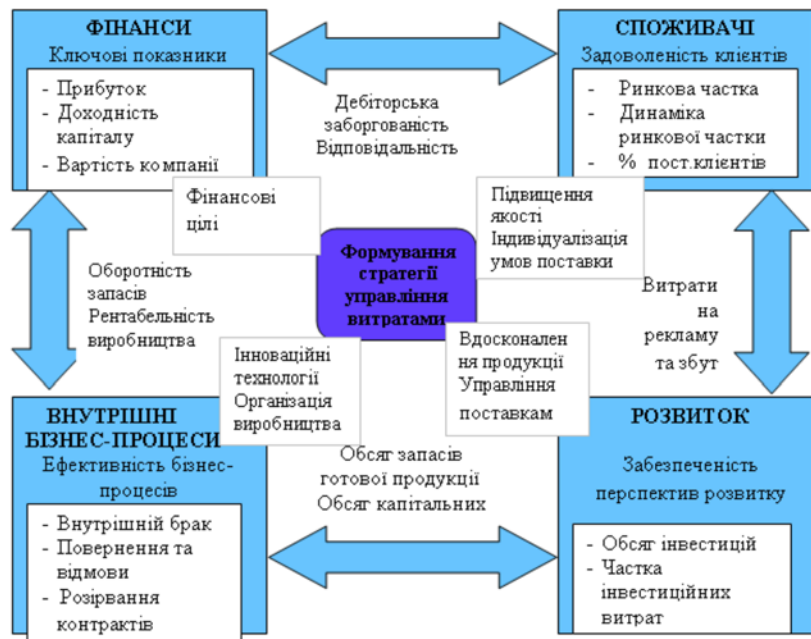 ФІНАНСИ
Ключові показники
- Прибуток
- Доходність
капіталу
- Вартість компанії
Дебіторська
заборгованість
Відповідальність
СПОЖИВАЧІ
Задоволеність клієнтів
- Ринкова частка
- Динаміка
ринкової частки
- % пост.клієнтів
Фінансові
цілі
Підвищення
якості
Індивидуалізація
умов поставки
Формування
стратегії
управління
витратами
Оборотність
запасів
Рентабельність
виробництва
Витрати
на
рекламу
та збут
Інноваційні
технології
Організація
виробництва
Вдосконален
ня продукції
Управління
поставкам
ВНУТРІШНІ
БІЗНЕС-ПРОЦЕСИ
Ефективність бізнес-
процесів
- Внутрішній брак
- Повернення та
відмови
- Розірвання
контрактів
Обсяг запасів
готової продукції
Обсяг капітальних
РОЗВИТОК
Забезпеченість
перспектив розвитку
- Обсяг інвестицій
- Частка
інвестиційних
витрат